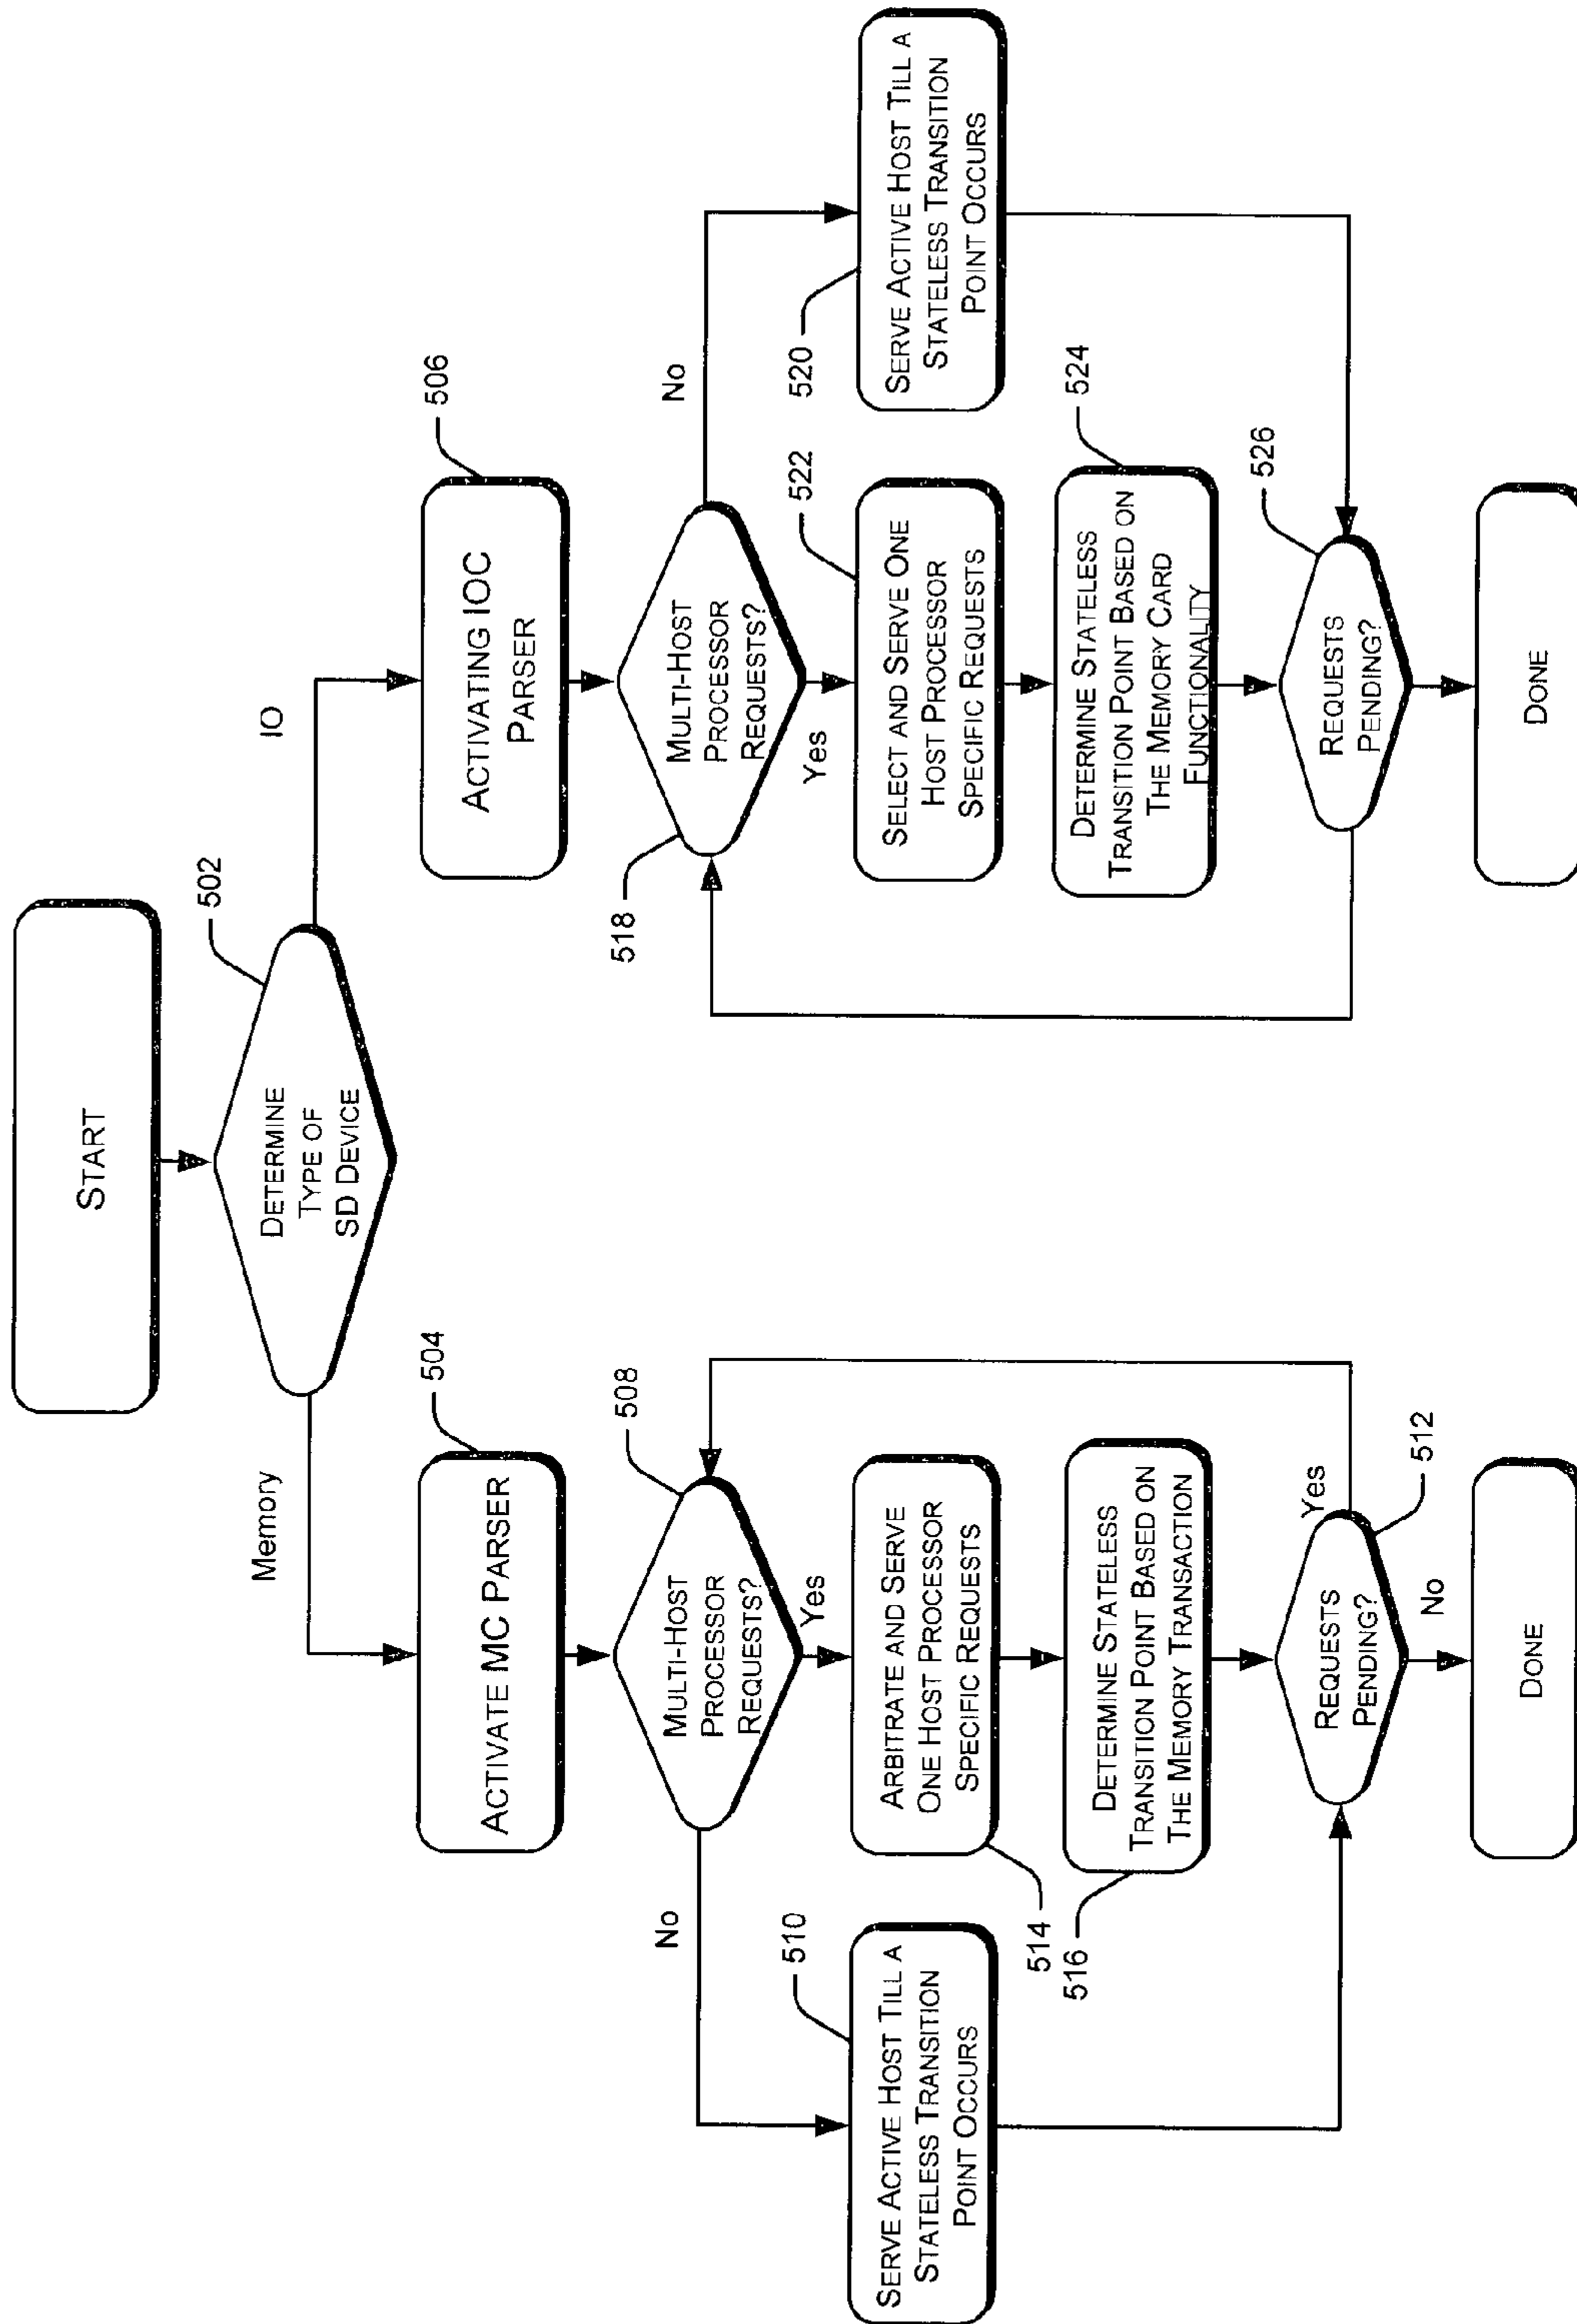 START
502
DETERMINE
TYPE OF
SD DEVICE
Memory
IO
504
ACTIVATE MC PARSER
508
MULTI-HOST
PROCESSOR
REQUESTS?
No
Yes
510
SERVE ACTIVE HOST TILL A
STATELESS TRANSITION
POINT OCCURS
ARBITRATE AND SERVE
ONE HOST PROCESSOR
SPECIFIC REQUESTS
514
516
DETERMINE STATELESS
TRANSITION POINT BASED ON
THE MEMORY TRANSACTION
REQUESTS
PENDING?
Yes
512
No
DONE
506
ACTIVATING IOC
PARSER
518
MULTI-HOST
PROCESSOR
REQUESTS?
No
Yes
522
SELECT AND SERVE ONE
HOST PROCESSOR
SPECIFIC REQUESTS
520
SERVE ACTIVE HOST TILL A
STATELESS TRANSITION
POINT OCCURS
524
DETERMINE STATELESS
TRANSITION POINT BASED ON
THE MEMORY CARD
FUNCTIONALITY
526
REQUESTS
PENDING?
DONE